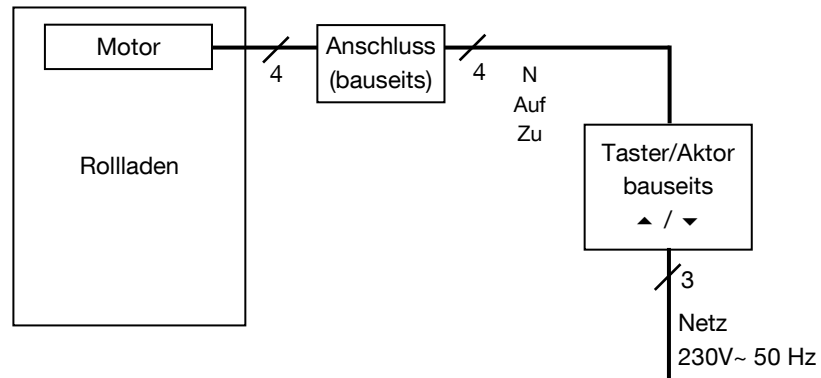 Motor
4
Anschluss
(bauseits)
4
N
Auf
Zu
Rollladen
Taster/Aktor
bauseits
▲ / ▼
3
Netz
230V~ 50 Hz